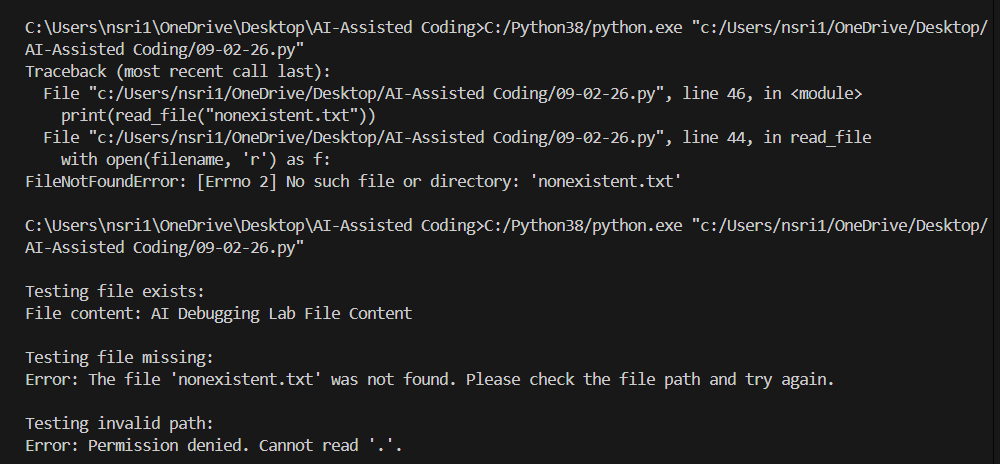 C:\Users\nsri1\OneDrive\Desktop\AI-Assisted Coding>C:/Python38/python.exe "c:/Users/nsri1/OneDrive/Desktop/
AI-Assisted Coding/09-02-26.py"
Traceback (most recent call last):
  File "c:/Users/nsri1/OneDrive/Desktop/AI-Assisted Coding/09-02-26.py", line 46, in <module>
    print(read_file("nonexistent.txt"))
  File "c:/Users/nsri1/OneDrive/Desktop/AI-Assisted Coding/09-02-26.py", line 44, in read_file
    with open(filename, 'r') as f:
FileNotFoundError: [Errno 2] No such file or directory: 'nonexistent.txt'

C:\Users\nsri1\OneDrive\Desktop\AI-Assisted Coding>C:/Python38/python.exe "c:/Users/nsri1/OneDrive/Desktop/
AI-Assisted Coding/09-02-26.py"

Testing file exists:
File content: AI Debugging Lab File Content

Testing file missing:
Error: The file 'nonexistent.txt' was not found. Please check the file path and try again.

Testing invalid path:
Error: Permission denied. Cannot read '.'.